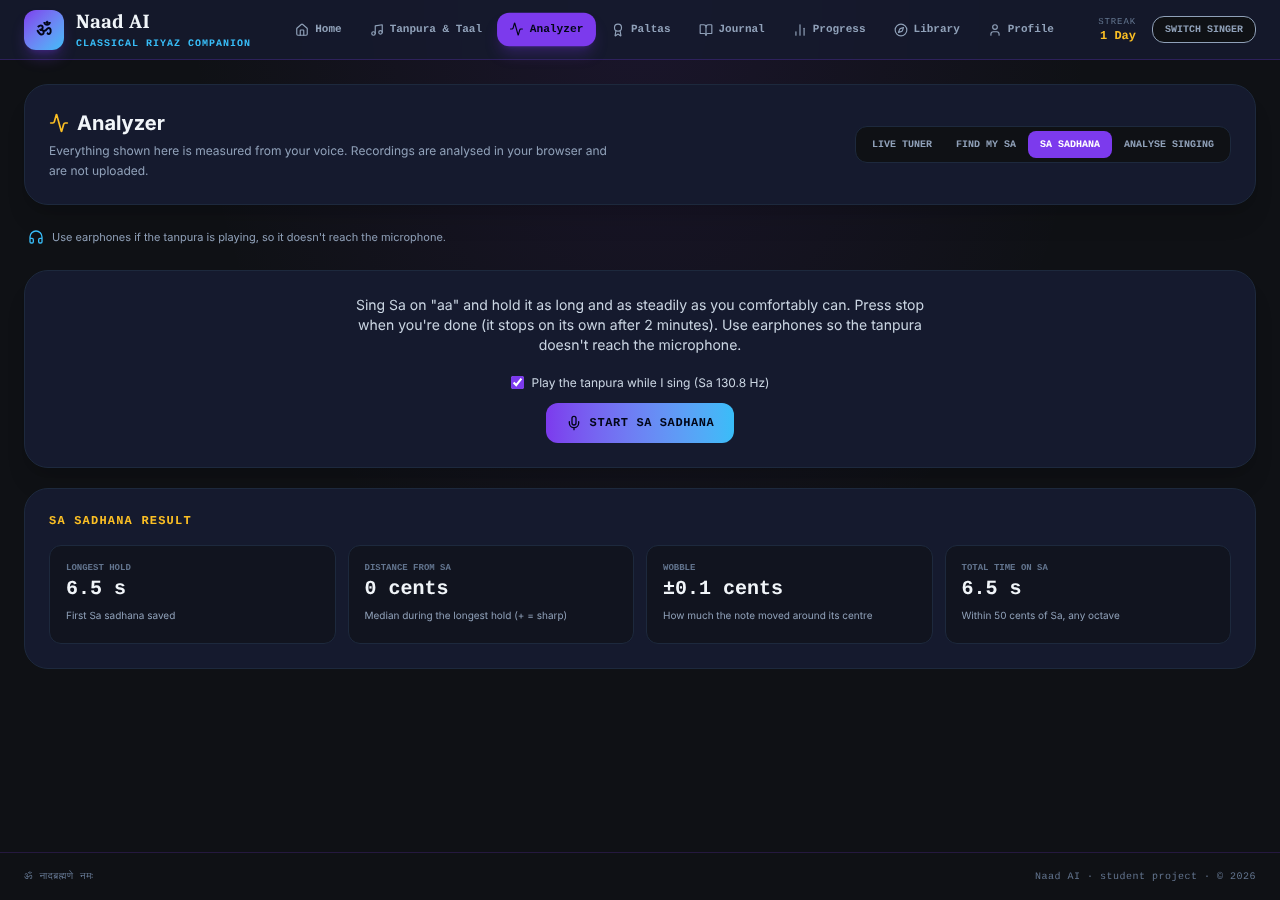 ॐ
Naad AI
CLASSICAL RIYAZ COMPANION
Home
Tanpura & Taal
Analyzer
Paltas
Journal
Progress
Library
Profile
STREAK
1 Day
SWITCH SINGER
Analyzer
Everything shown here is measured from your voice. Recordings are analysed in your browser and
are not uploaded.
LIVE TUNER
FIND MY SA
SA SADHANA
ANALYSE SINGING
Use earphones if the tanpura is playing, so it doesn't reach the microphone.
Sing Sa on "aa" and hold it as long and as steadily as you comfortably can. Press stop
when you're done (it stops on its own after 2 minutes). Use earphones so the tanpura
doesn't reach the microphone.
Play the tanpura while I sing (Sa 130.8 Hz)
START SA SADHANA
SA SADHANA RESULT
LONGEST HOLD
6.5 s
First Sa sadhana saved
DISTANCE FROM SA
0 cents
Median during the longest hold (+ = sharp)
WOBBLE
±0.1 cents
How much the note moved around its centre
TOTAL TIME ON SA
6.5 s
Within 50 cents of Sa, any octave
ॐ नादब्रह्मणे नमः
Naad AI · student project · © 2026